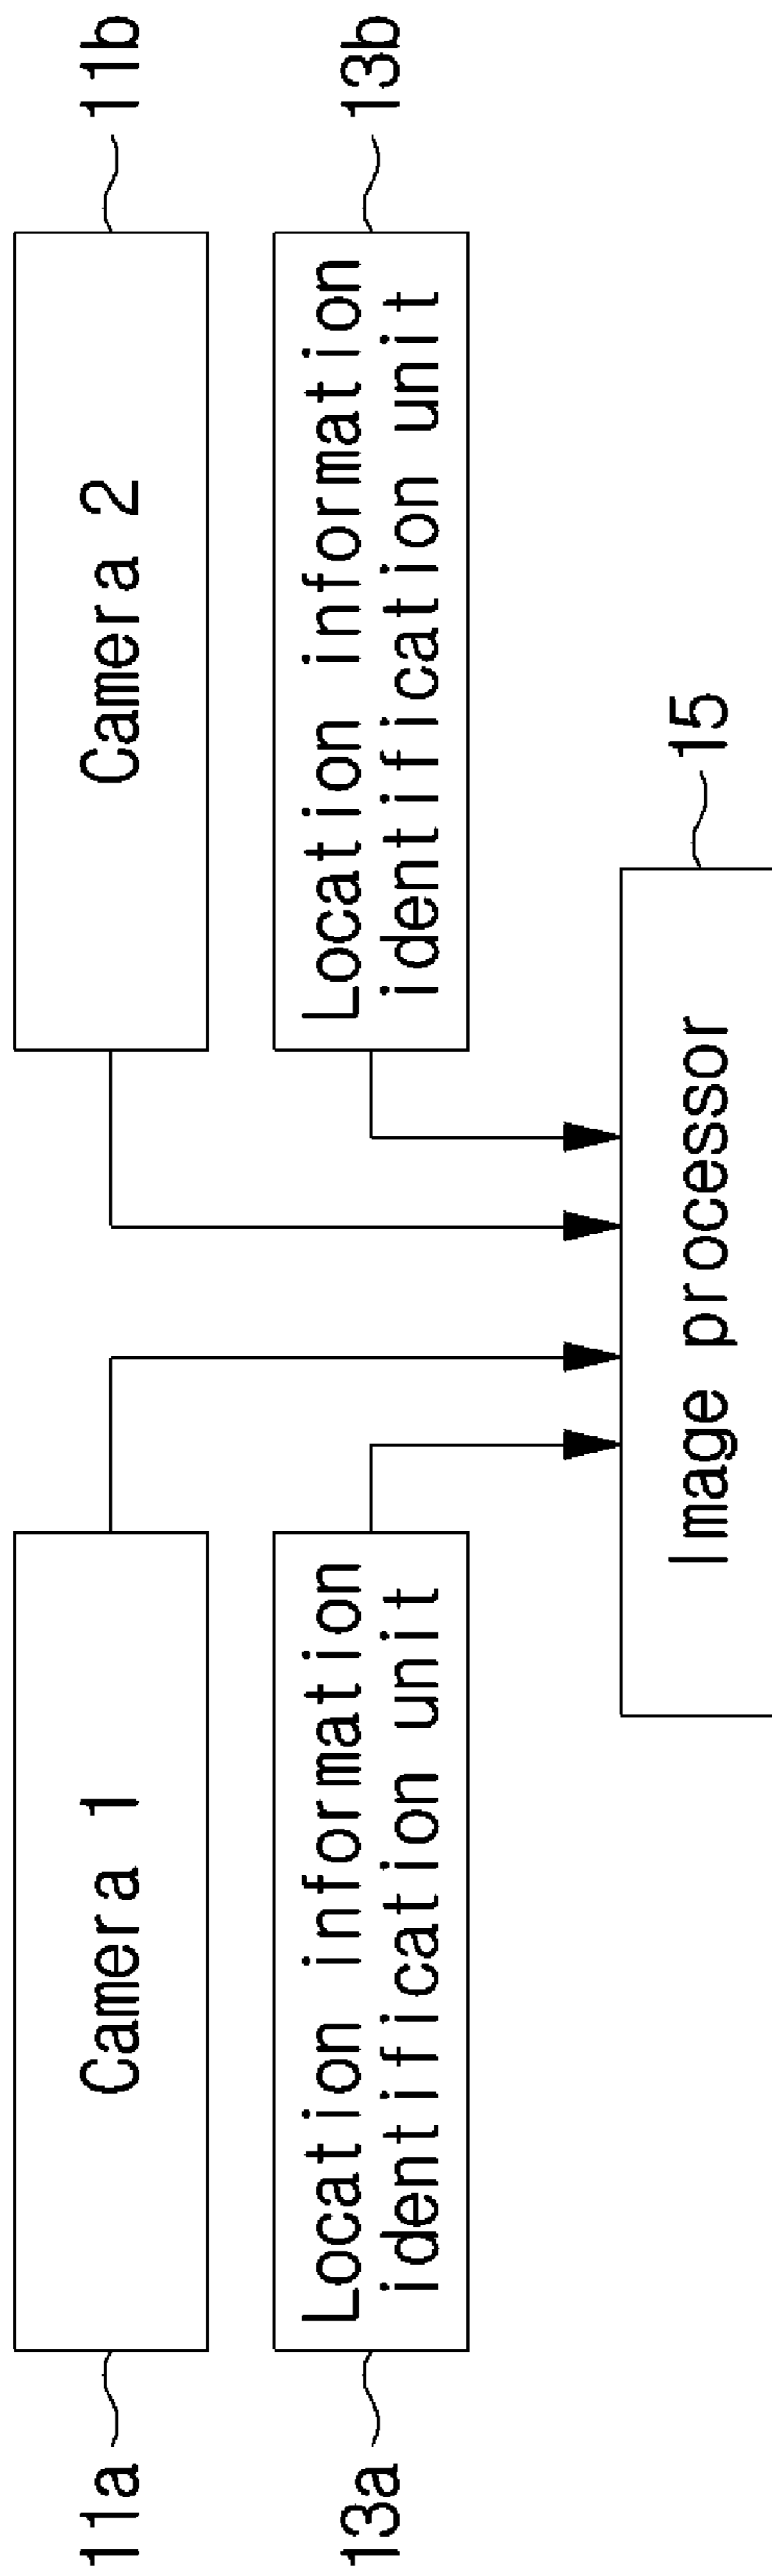 11a
Camera 1
Camera 2
11b
13a
Location information
identification unit
Location information
identification unit
13b
Image processor
15